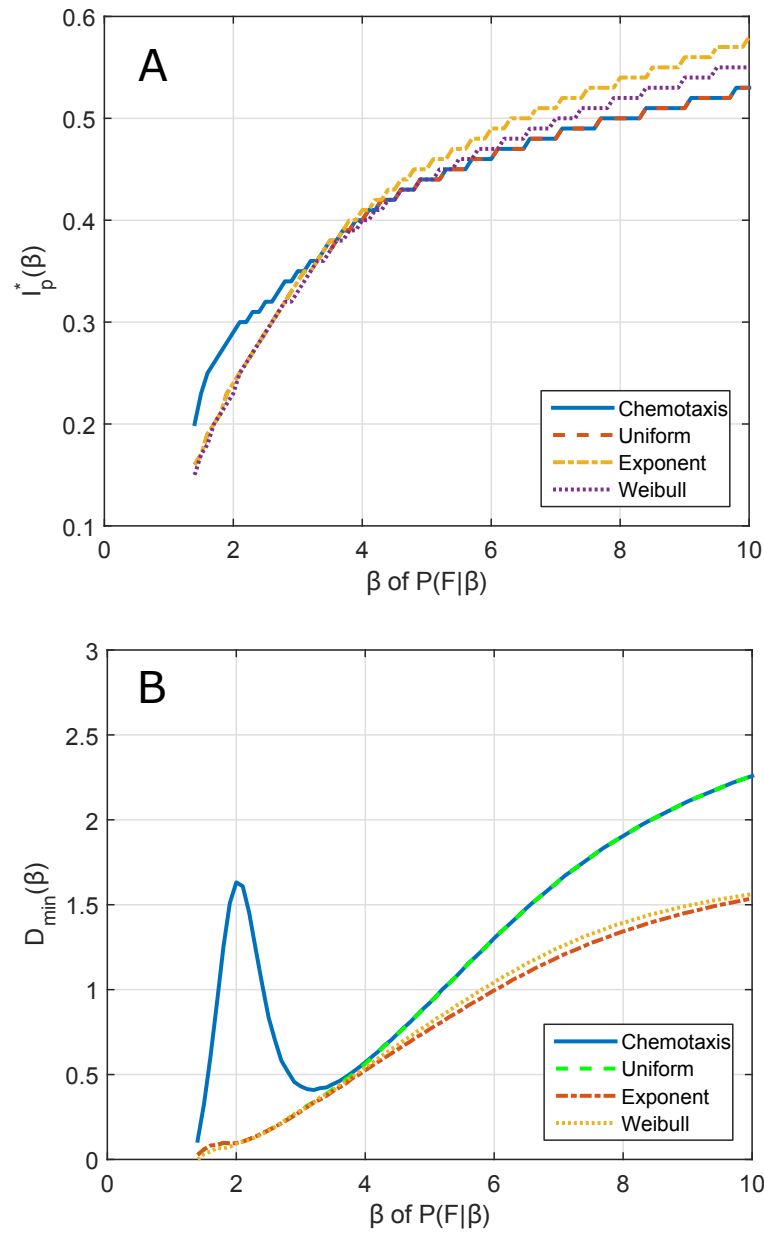 A
0.6
0.5
0.4
0.3
0.2
0.1
I*p(β)
0 2 4 6 8 10
β of P(F|β)
Chemotaxis
Uniform
Exponent
Weibull
B
3
2.5
2
1.5
1
0.5
0
Dmin(β)
0 2 4 6 8 10
β of P(F|β)
Chemotaxis
Uniform
Exponent
Weibull